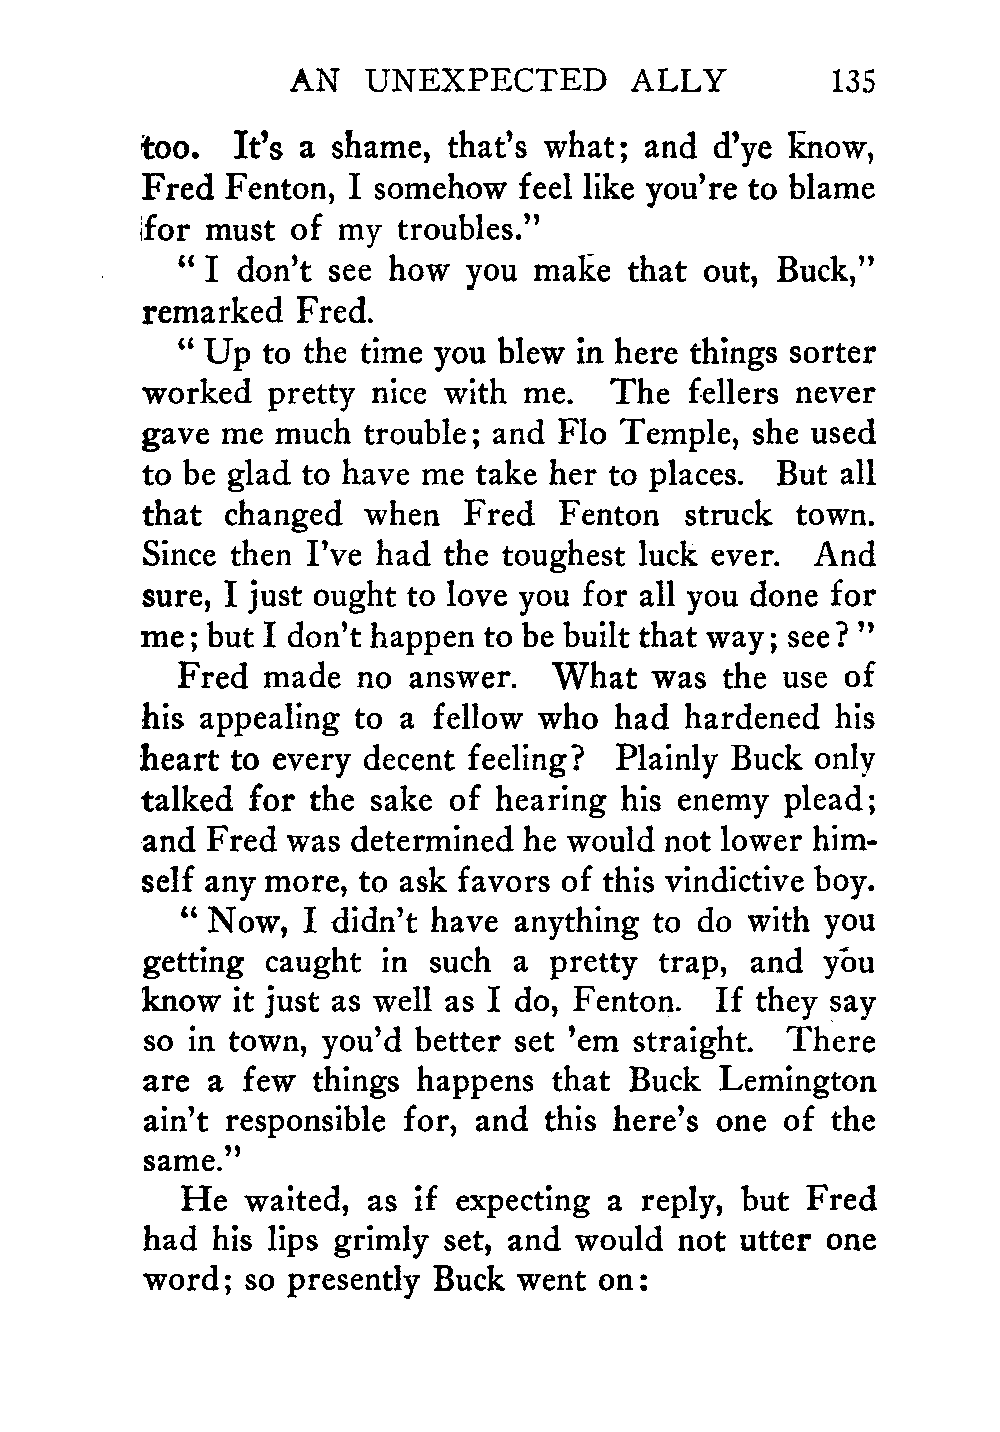 AN UNEXPECTED ALLY 135
too. It's a shame, that's what; and d'ye know,
Fred Fenton, I somehow feel like you're to blame
for must of my troubles."
"I don't see how you make that out, Buck,"
remarked Fred.
"Up to the time you blew in here things sorter
worked pretty nice with me. The fellers never
gave me much trouble; and Flo Temple, she used
to be glad to have me take her to places. But all
that changed when Fred Fenton struck town.
Since then I've had the toughest luck ever. And
sure, I just ought to love you for all you done for
me; but I don't happen to be built that way; see?"
Fred made no answer. What was the use of
his appealing to a fellow who had hardened his
heart to every decent feeling? Plainly Buck only
talked for the sake of hearing his enemy plead;
and Fred was determined he would not lower him-
self any more, to ask favors of this vindictive boy.
"Now, I didn't have anything to do with you
getting caught in such a pretty trap, and you
know it just as well as I do, Fenton. If they say
so in town, you'd better set 'em straight. There
are a few things happens that Buck Lemington
ain't responsible for, and this here's one of the
same."
He waited, as if expecting a reply, but Fred
had his lips grimly set, and would not utter one
word; so presently Buck went on: